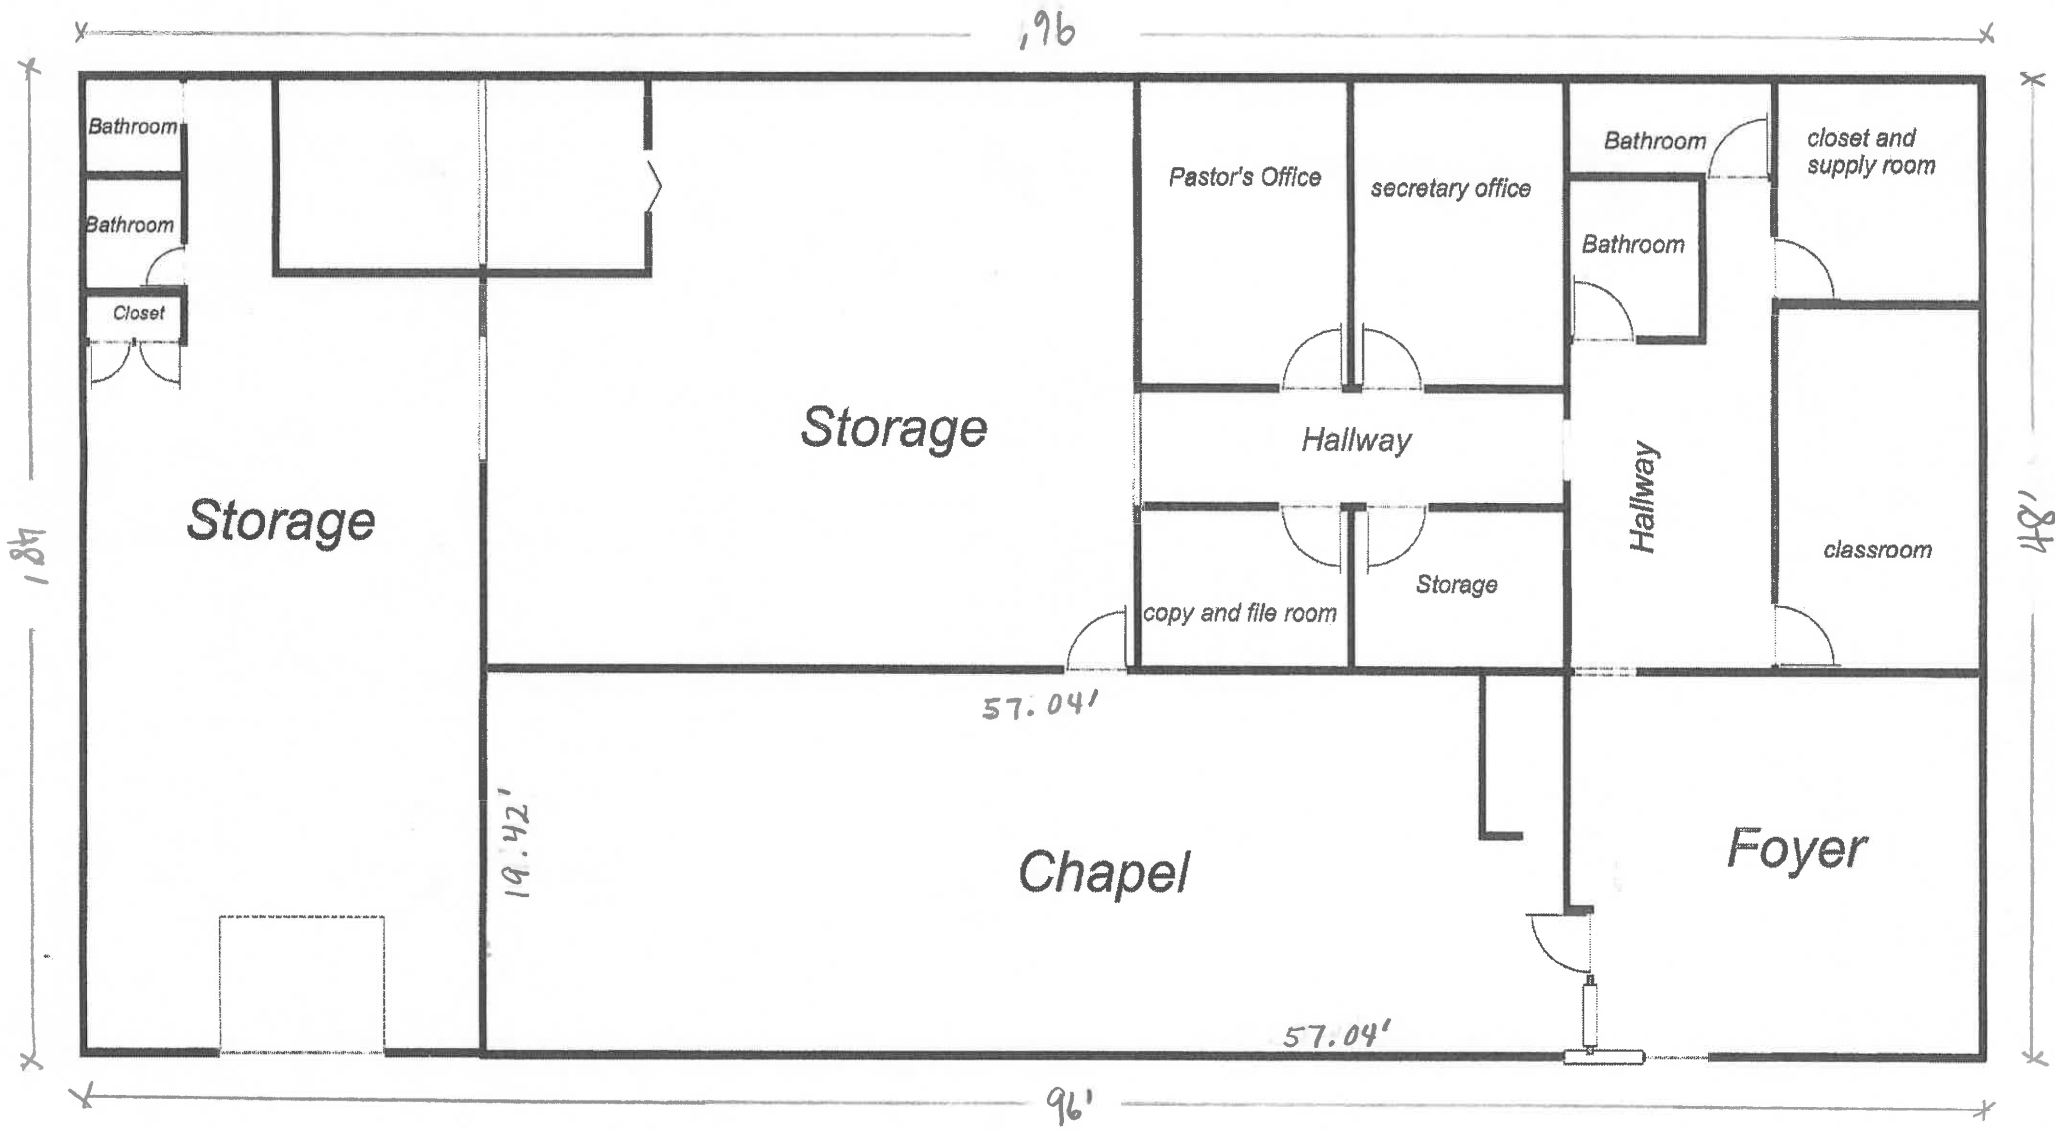 96'
Bathroom
Bathroom
Closet
Pastor's Office
secretary office
Bathroom
closet and
supply room
Bathroom
Storage
Storage
Hallway
Hallway
classroom
copy and file room
Storage
48'
48'
57.04'
19.42'
Chapel
Foyer
57.04'
96'